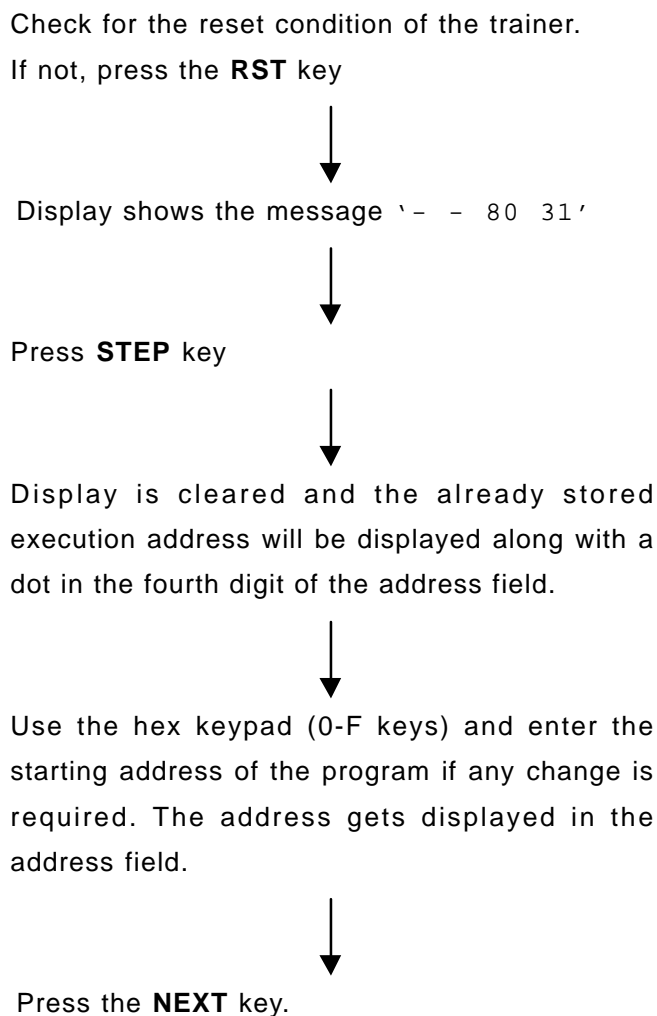 Check for the reset condition of the trainer.
If not, press the RST key
Display shows the message ‵– – 80 31′
Press STEP key
Display is cleared and the already stored
execution address will be displayed along with a
dot in the fourth digit of the address field.
Use the hex keypad (0-F keys) and enter the
starting address of the program if any change is
required. The address gets displayed in the
address field.
Press the NEXT key.